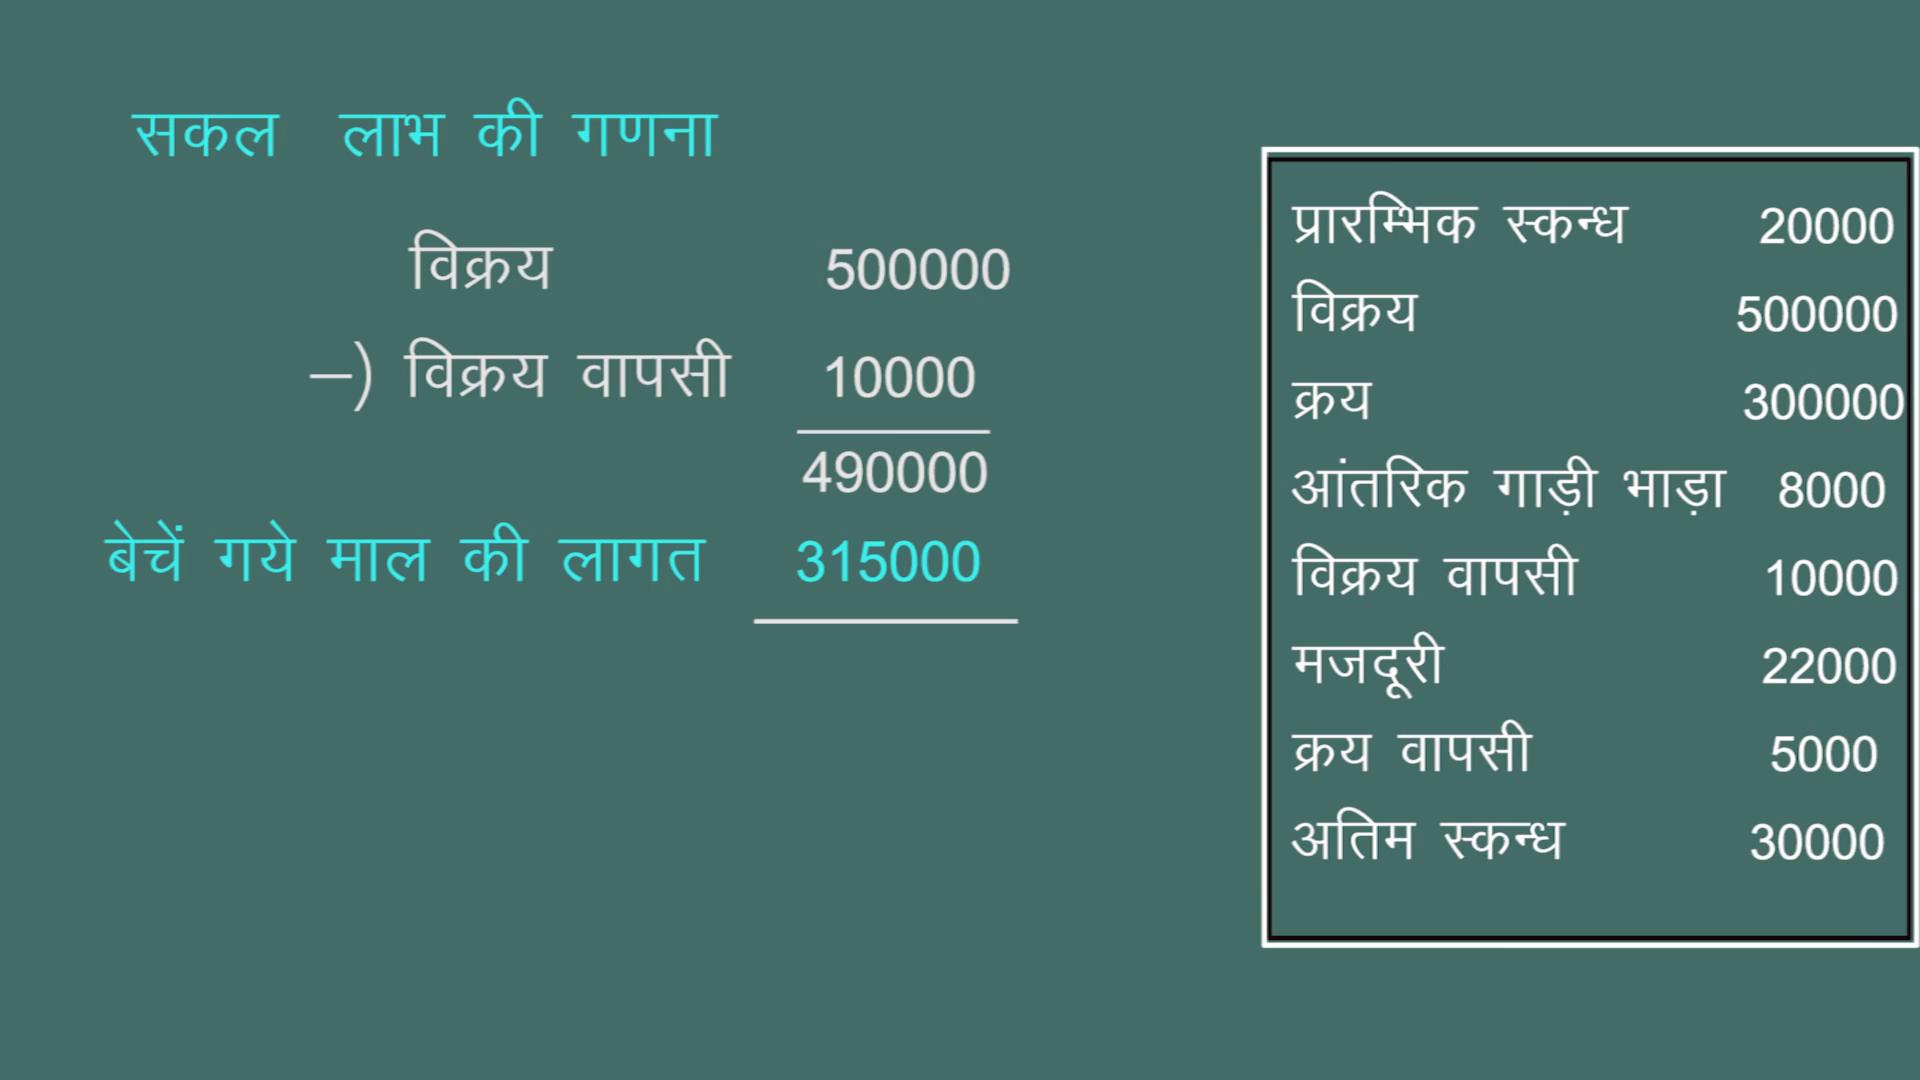 सकल लाभ की गणना
विक्रय 500000
–) विक्रय वापसी 10000
490000
बेचें गये माल की लागत 315000
प्रारम्भिक स्कन्ध 20000
विक्रय 500000
क्रय 300000
आंतरिक गाड़ी भाड़ा 8000
विक्रय वापसी 10000
मजदूरी 22000
क्रय वापसी 5000
अतिम स्कन्ध 30000